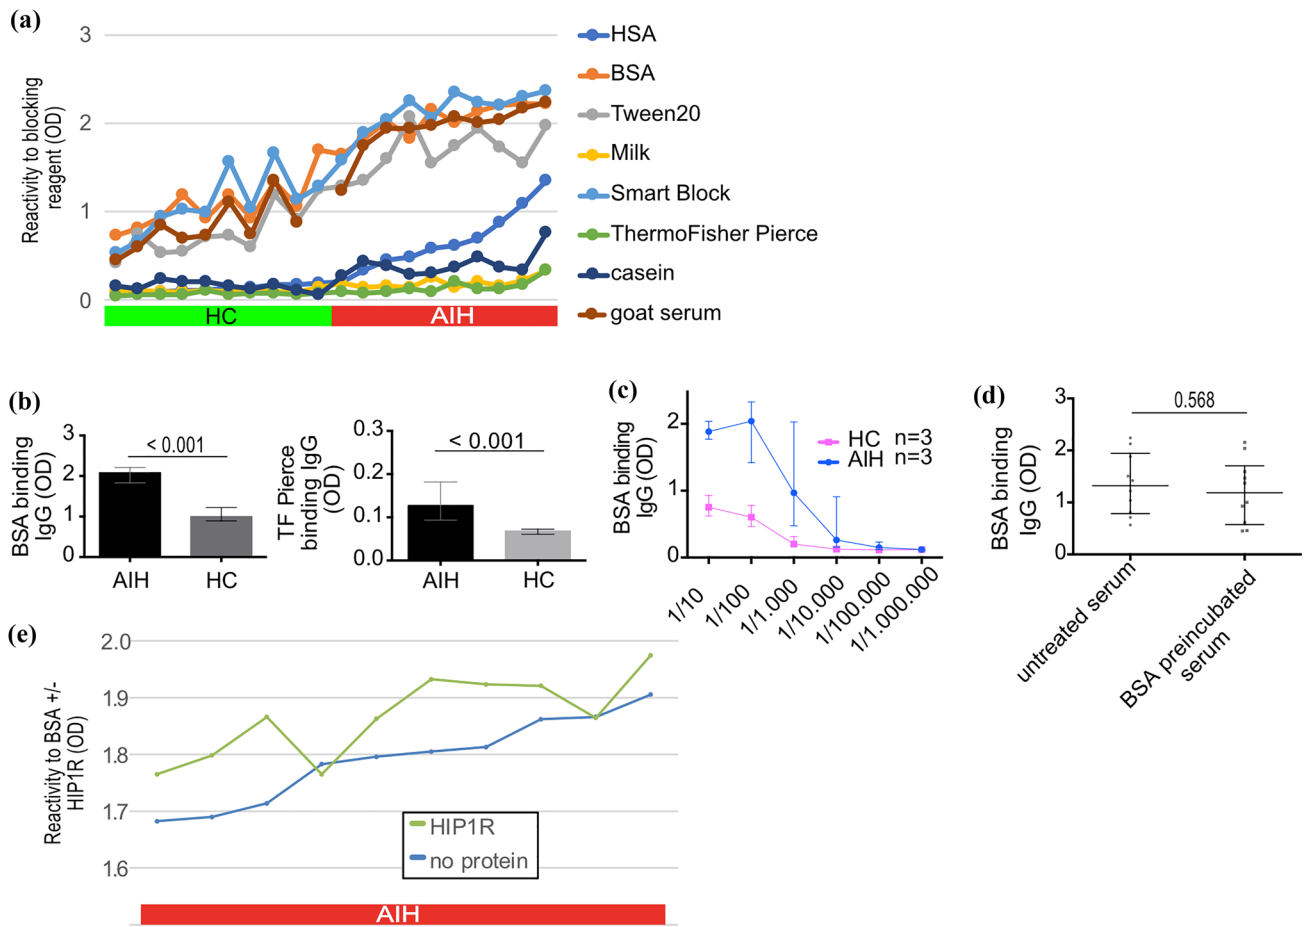 (a)
Reactivity to blocking
reagent (OD)
3
2
1
0
HC
AIH
HSA
BSA
Tween20
Milk
Smart Block
ThermoFisher Pierce
casein
goat serum
(b)
BSA binding
IgG (OD)
3
2
1
0
< 0.001
AIH
HC
TF Pierce
binding IgG
(OD)
0.3
0.2
0.1
0.0
< 0.001
AIH
HC
(c)
BSA binding
IgG (OD)
2
1
0
HC n=3
AIH n=3
1/10
1/100
1/1.000
1/10.000
1/100.000
1/1.000.000
(d)
BSA binding
IgG (OD)
3
2
1
0
0.568
untreated serum
BSA preincubated
serum
(e)
Reactivity to BSA +/-
HIP1R (OD)
2.0
1.9
1.8
1.7
1.6
HIP1R
no protein
AIH